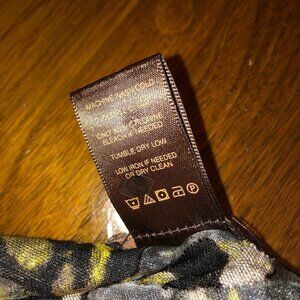 MACHINE WASH COLD
ONLY NON-CHLORINE
BLEACH IF NEEDED
TUMBLE DRY LOW
LOW IRON IF NEEDED
OR DRY CLEAN